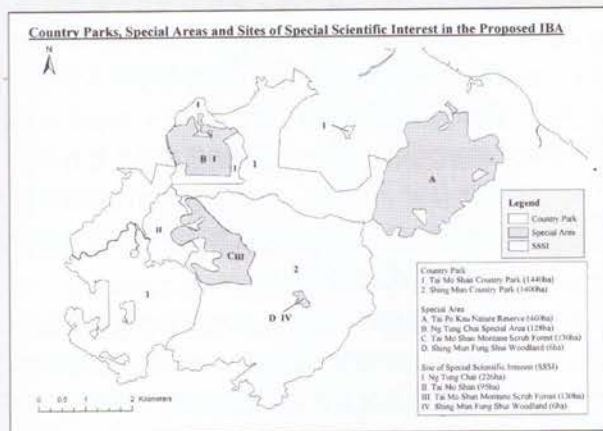 Country Parks, Special Areas and Sites of Special Scientific Interest in the Proposed IBA
N
I
B I
I
1
1
A
II
CIII
2
1
D IV
0 0.5 1 2 Kilometers
Legend
Country Park
Special Area
SSSI
Country Park
1 Tai Mo Shan Country Park (1440ha)
2 Shing Mun Country Park (1400ha)
Special Area
A. Tai Po Kau Nature Reserve (460ha)
B. Ng Tung Chai Special Area (128ha)
C Tai Mo Shan Montane Scrub Forest (130ha)
D. Shing Mun Fung Shui Woodland (6ha)
Site of Special Scientific Interest (SSSI)
I Ng Tung Chai (226ha)
II Tai Mo Shan (95ha)
III Tai Mo Shan Montane Scrub Forest (130ha)
IV Shing Mun Fung Shui Woodland (6ha)